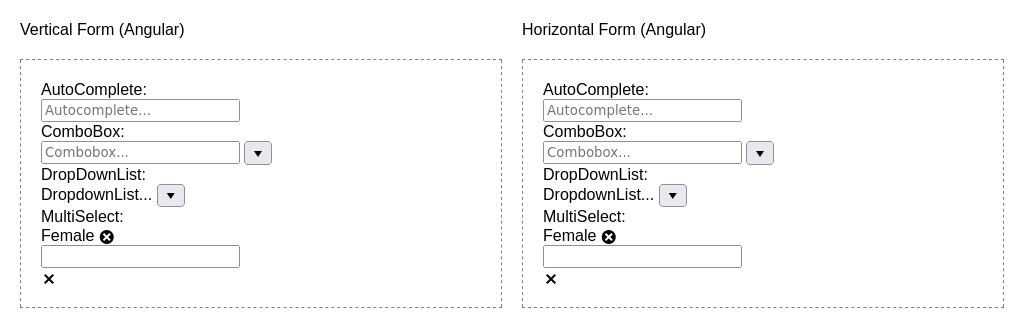 Vertical Form (Angular)
AutoComplete:
Autocomplete...
ComboBox:
Combobox...
DropDownList:
DropdownList...
MultiSelect:
Female
Horizontal Form (Angular)
AutoComplete:
Autocomplete...
ComboBox:
Combobox...
DropDownList:
DropdownList...
MultiSelect:
Female